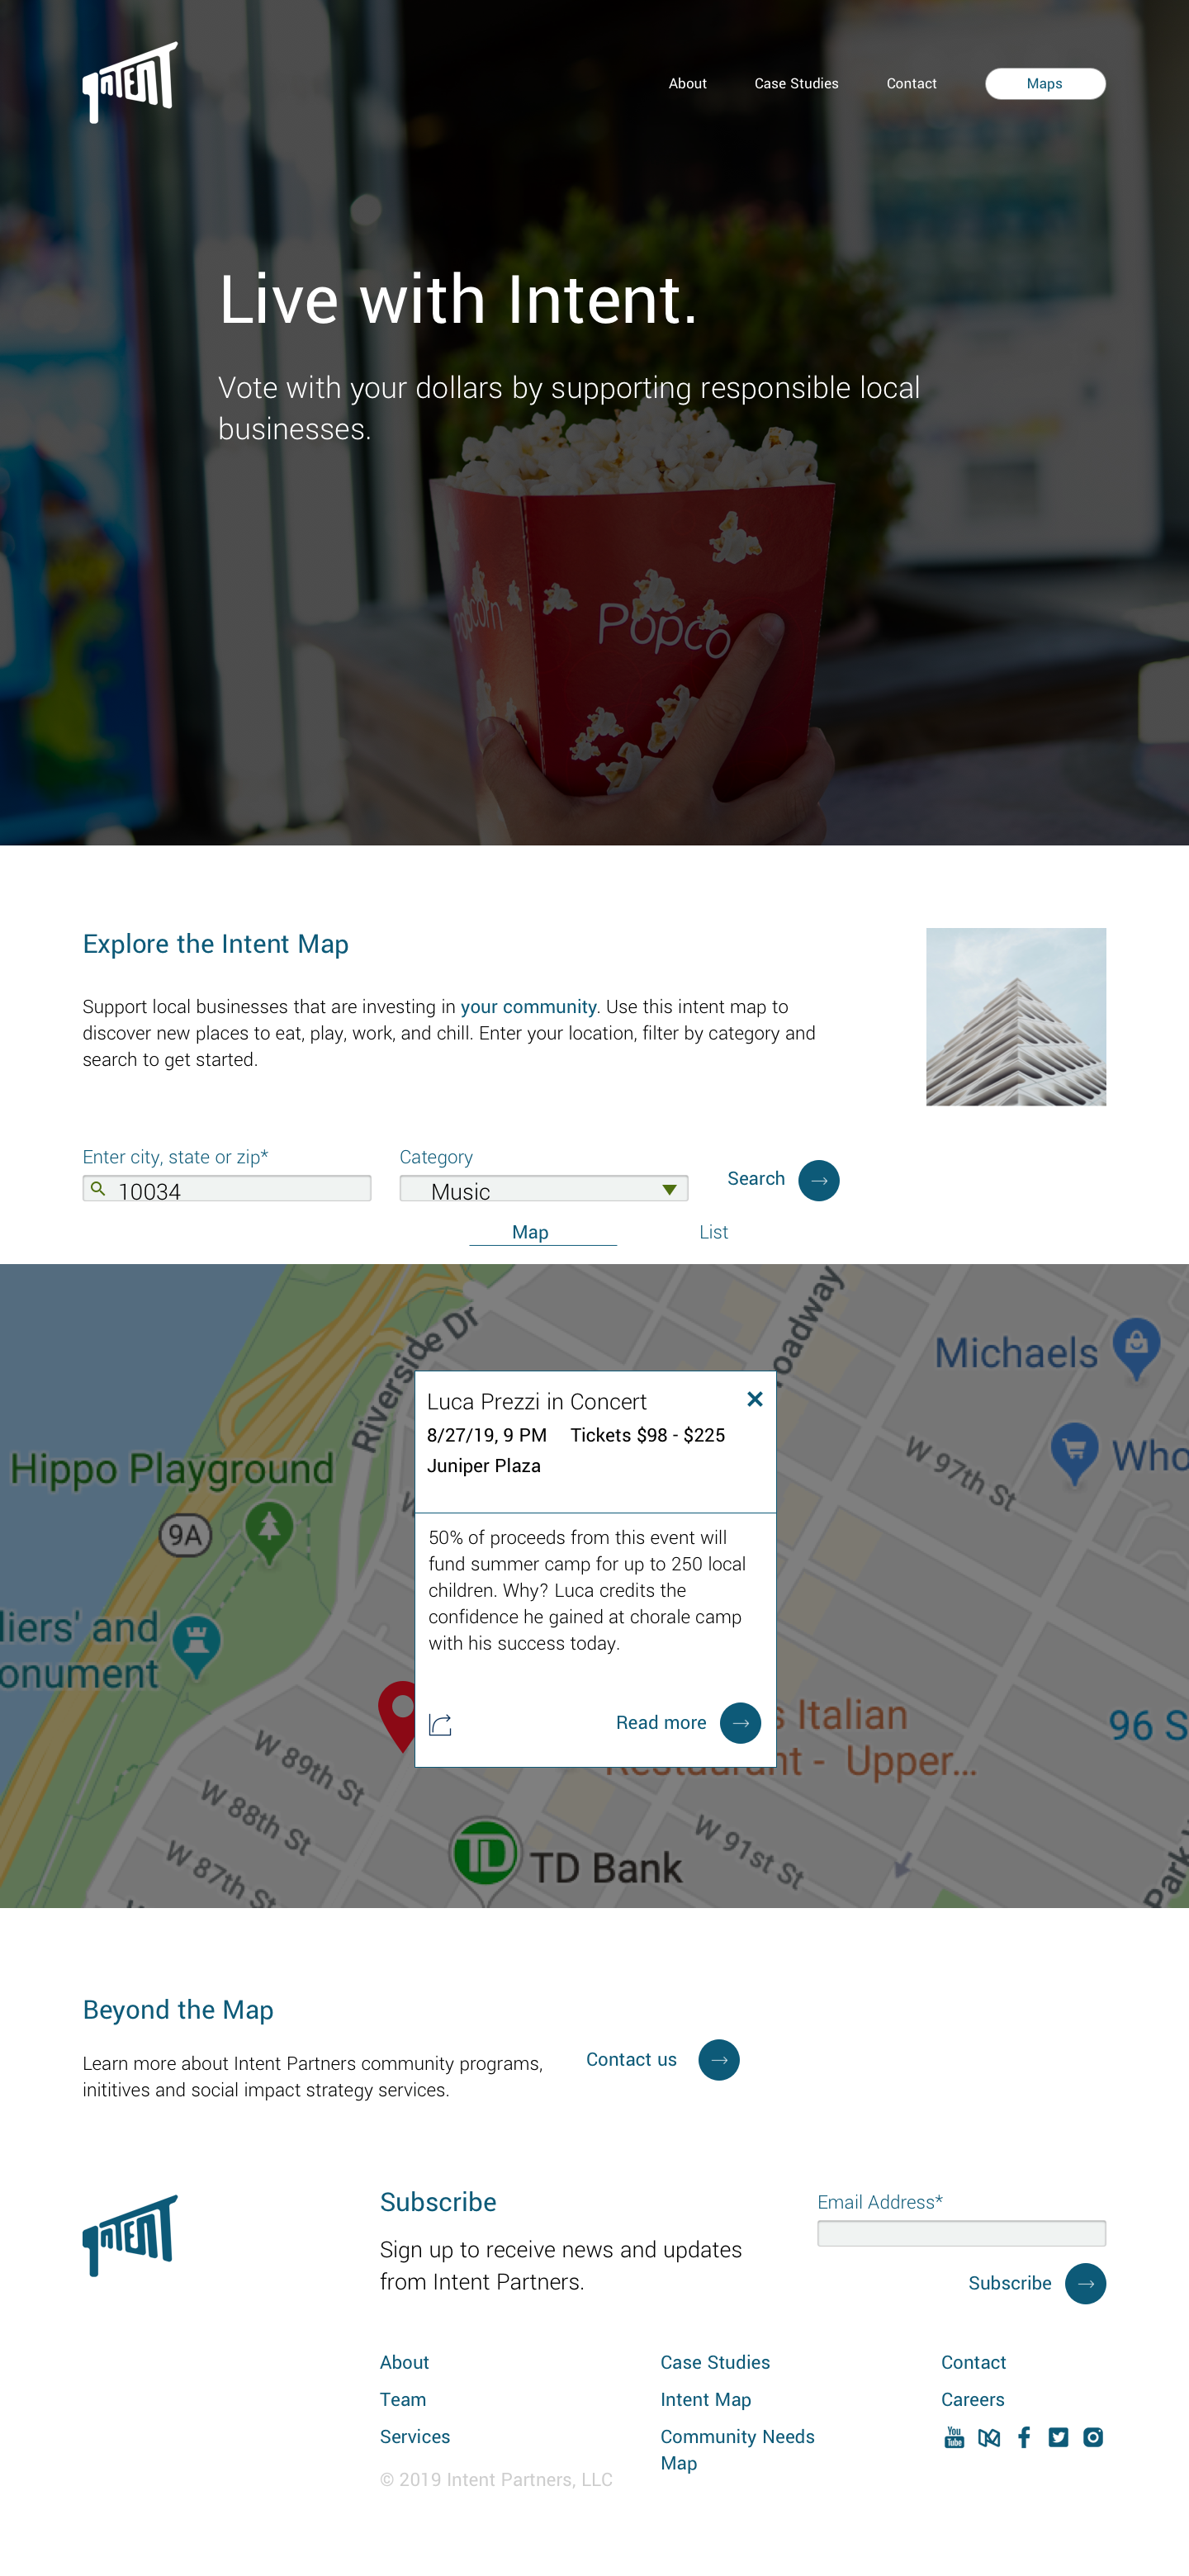 INTENT
About Case Studies Contact Maps
Live with Intent.
Vote with your dollars by supporting responsible local
businesses.
popcorn
Popco
Explore the Intent Map
Support local businesses that are investing in your community. Use this intent map to
discover new places to eat, play, work, and chill. Enter your location, filter by category and
search to get started.
Enter city, state or zip*
10034
Category
Music
Search
Map
List
Riverside Dr
oadway
Michaels
Who
W 97th St
Hippo Playground
9A
liers' and
onument
Luca Prezzi in Concert
8/27/19, 9 PM Tickets $98 - $225
Juniper Plaza
50% of proceeds from this event will
fund summer camp for up to 250 local
children. Why? Luca credits the
confidence he gained at chorale camp
with his success today.
Read more
s Italian
Restaurant - Upper...
96 S
W 89th St
W 88th St
W 87th St
TD
TD Bank
W 91st St
Park
Beyond the Map
Learn more about Intent Partners community programs,
inititives and social impact strategy services.
Contact us
INTENT
Subscribe
Sign up to receive news and updates
from Intent Partners.
Email Address*
Subscribe
About
Team
Services
Case Studies
Intent Map
Community Needs
Map
Contact
Careers
You
Tube
© 2019 Intent Partners, LLC